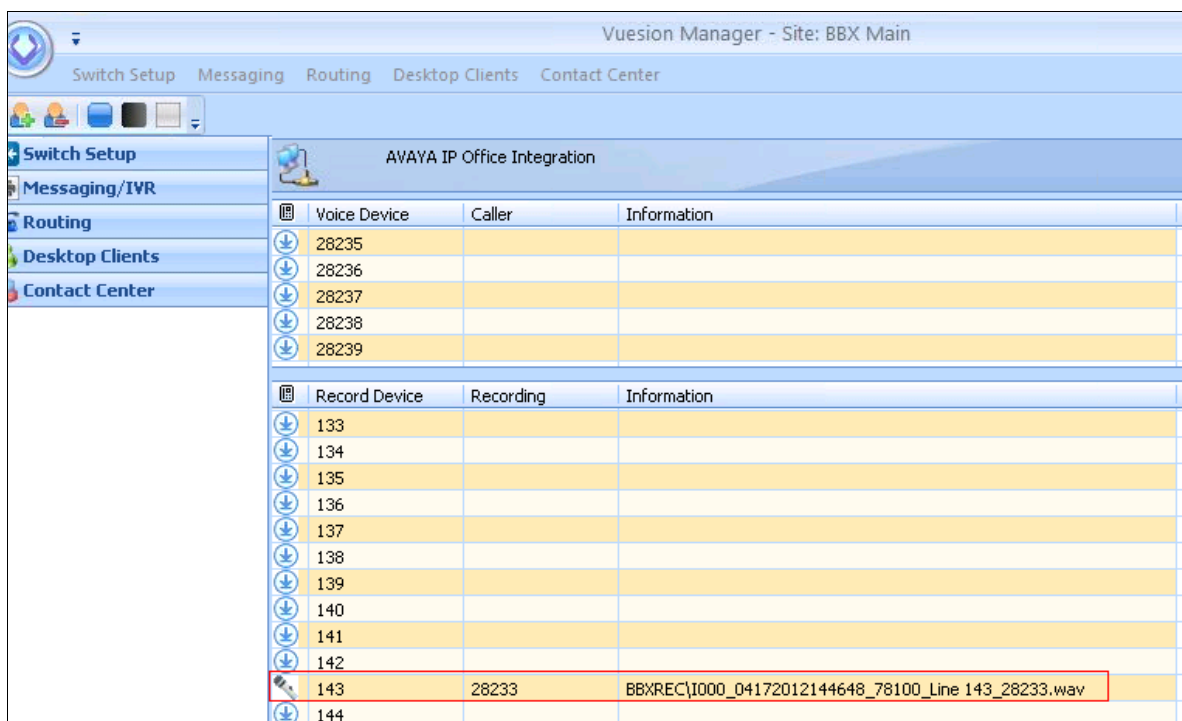 Vuesion Manager - Site: BBX Main
Switch Setup Messaging Routing Desktop Clients Contact Center
Switch Setup
Messaging/IVR
Routing
Desktop Clients
Contact Center
AVAYA IP Office Integration
Voice Device Caller Information
28235
28236
28237
28238
28239
Record Device Recording Information
133
134
135
136
137
138
139
140
141
142
143 28233 BBXREC\I000_04172012144648_78100_Line 143_28233.wav
144